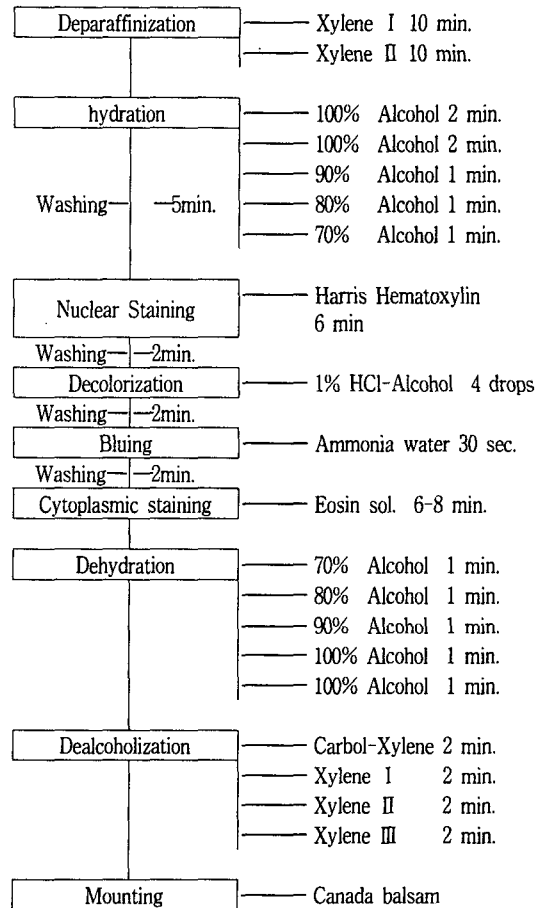 Deparaffinization — Xylene Ⅰ 10 min.
Xylene Ⅱ 10 min.
hydration — 100% Alcohol 2 min.
100% Alcohol 2 min.
90% Alcohol 1 min.
Washing — —5min. 80% Alcohol 1 min.
70% Alcohol 1 min.
Nuclear Staining — Harris Hematoxylin
6 min
Washing— —2min.
Decolorization — 1% HCl-Alcohol 4 drops
Washing— —2min.
Bluing — Ammonia water 30 sec.
Washing— —2min.
Cytoplasmic staining — Eosin sol. 6-8 min.
Dehydration — 70% Alcohol 1 min.
80% Alcohol 1 min.
90% Alcohol 1 min.
100% Alcohol 1 min.
100% Alcohol 1 min.
Dealcoholization — Carbol-Xylene 2 min.
Xylene Ⅰ 2 min.
Xylene Ⅱ 2 min.
Xylene Ⅲ 2 min.
Mounting — Canada balsam